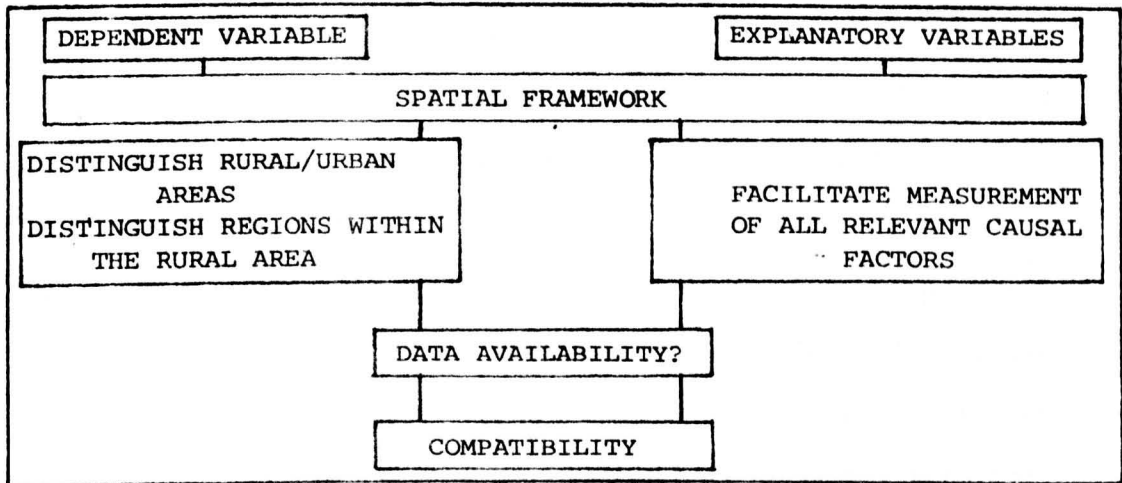 DEPENDENT VARIABLE
EXPLANATORY VARIABLES
SPATIAL FRAMEWORK
DISTINGUISH RURAL/URBAN
AREAS
DISTINGUISH REGIONS WITHIN
THE RURAL AREA
FACILITATE MEASUREMENT
OF ALL RELEVANT CAUSAL
FACTORS
DATA AVAILABILITY?
COMPATIBILITY